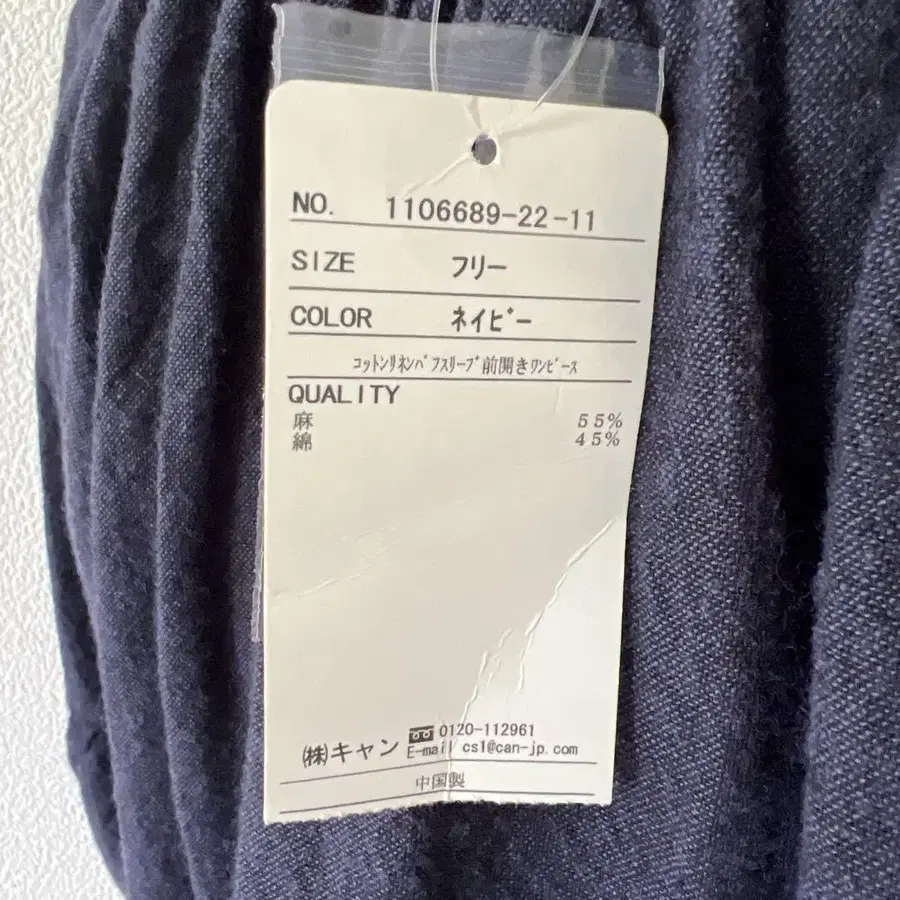 NO. 1106689-22-11
SIZE フリー
COLOR ネイビー
コットンリネンパフスリーブ前開きワンピース
QUALITY
麻 55%
綿 45%
㈱キャン 0120-112961
E-mail cs1@can-jp.com
中国製